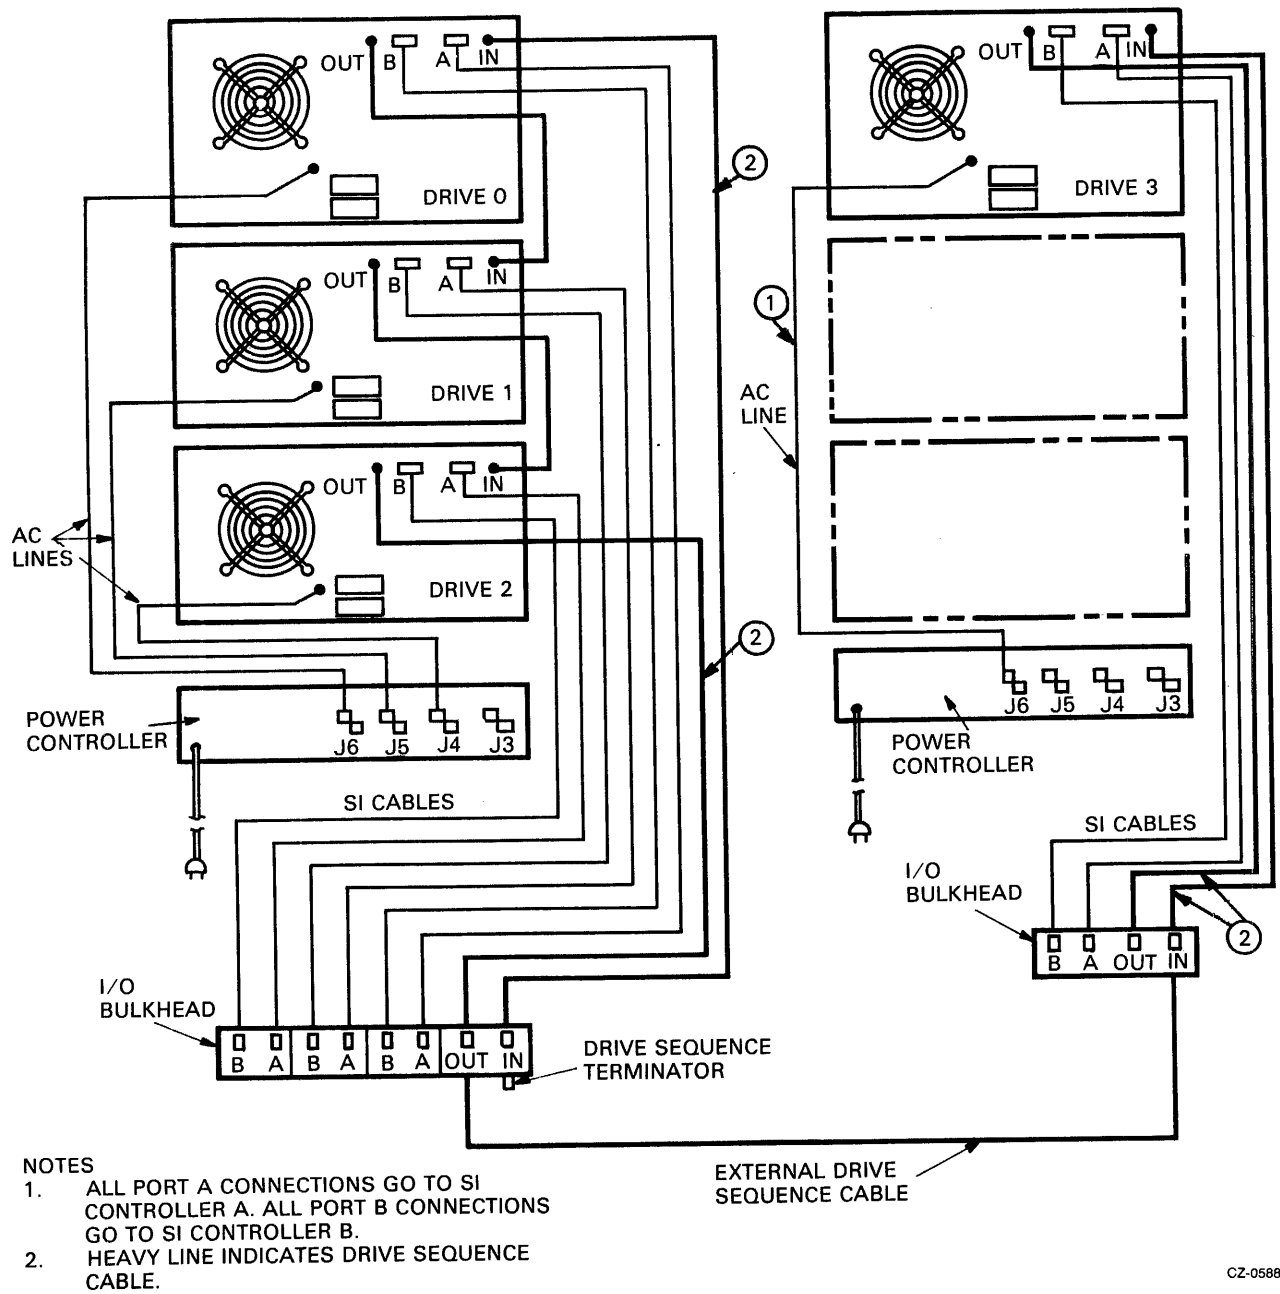 OUT B A IN
DRIVE 0
2
OUT B A IN
DRIVE 3
OUT B A IN
DRIVE 1
1
AC
LINE
OUT B A IN
DRIVE 2
AC
LINES
2
POWER
CONTROLLER
J6 J5 J4 J3
J6 J5 J4 J3
POWER
CONTROLLER
SI CABLES
SI CABLES
I/O
BULKHEAD
2
B A OUT IN
I/O
BULKHEAD
B A B A B A OUT IN
DRIVE SEQUENCE
TERMINATOR
EXTERNAL DRIVE
SEQUENCE CABLE
NOTES
1. ALL PORT A CONNECTIONS GO TO SI
CONTROLLER A. ALL PORT B CONNECTIONS
GO TO SI CONTROLLER B.
2. HEAVY LINE INDICATES DRIVE SEQUENCE
CABLE.
CZ-0588